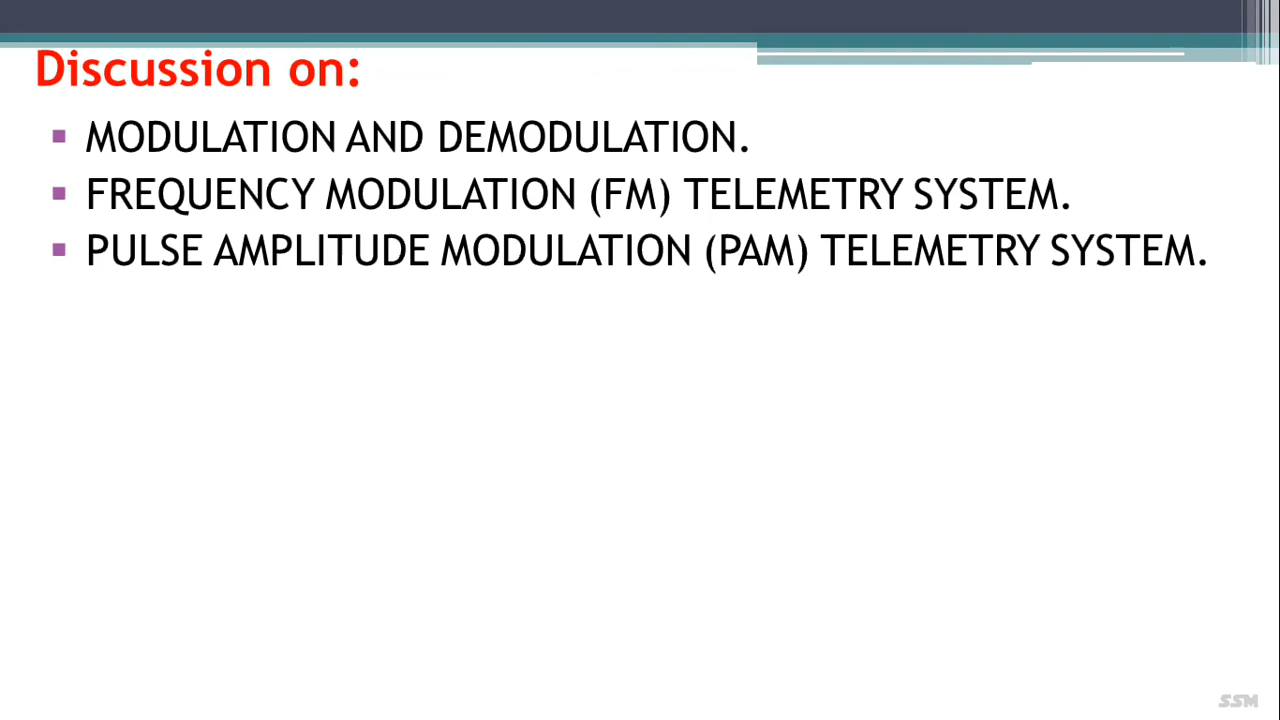 Discussion on:
▪ MODULATION AND DEMODULATION.
▪ FREQUENCY MODULATION (FM) TELEMETRY SYSTEM.
▪ PULSE AMPLITUDE MODULATION (PAM) TELEMETRY SYSTEM.
SSM